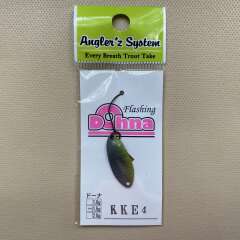 Angler'z System
Every Breath Trout Take
Flashing
Dohna
ドーナ
KKE4